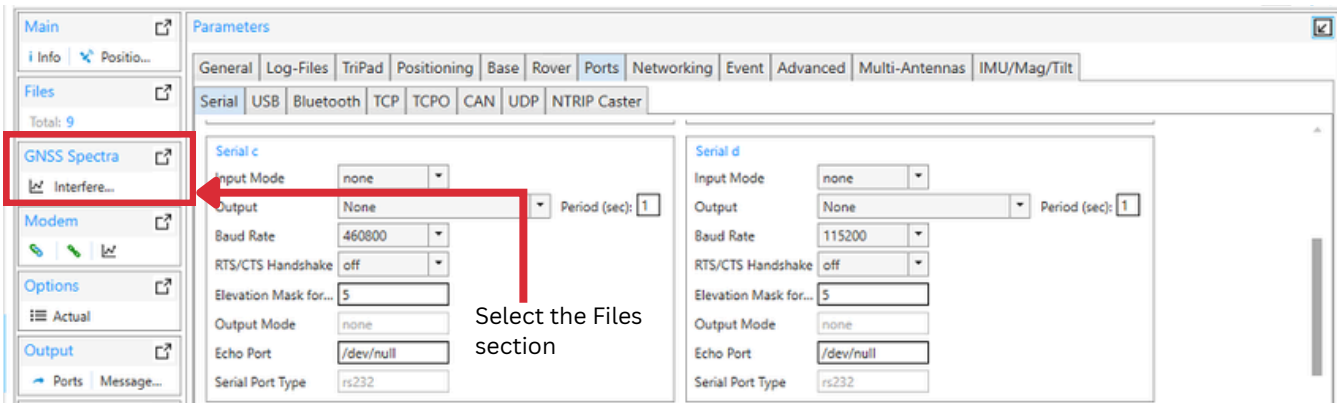 Main
i Info Positio...
Files
Total: 9
GNSS Spectra
Interfere...
Modem
Options
Actual
Output
Ports Message...
Parameters
General Log-Files TriPad Positioning Base Rover Ports Networking Event Advanced Multi-Antennas IMU/Mag/Tilt
Serial USB Bluetooth TCP TCPO CAN UDP NTRIP Caster
Serial c
Input Mode none
Output None Period (sec): 1
Baud Rate 460800
RTS/CTS Handshake off
Elevation Mask for... 5
Output Mode none
Echo Port /dev/null
Serial Port Type rs232
Select the Files
section
Serial d
Input Mode none
Output None Period (sec): 1
Baud Rate 115200
RTS/CTS Handshake off
Elevation Mask for... 5
Output Mode none
Echo Port /dev/null
Serial Port Type rs232